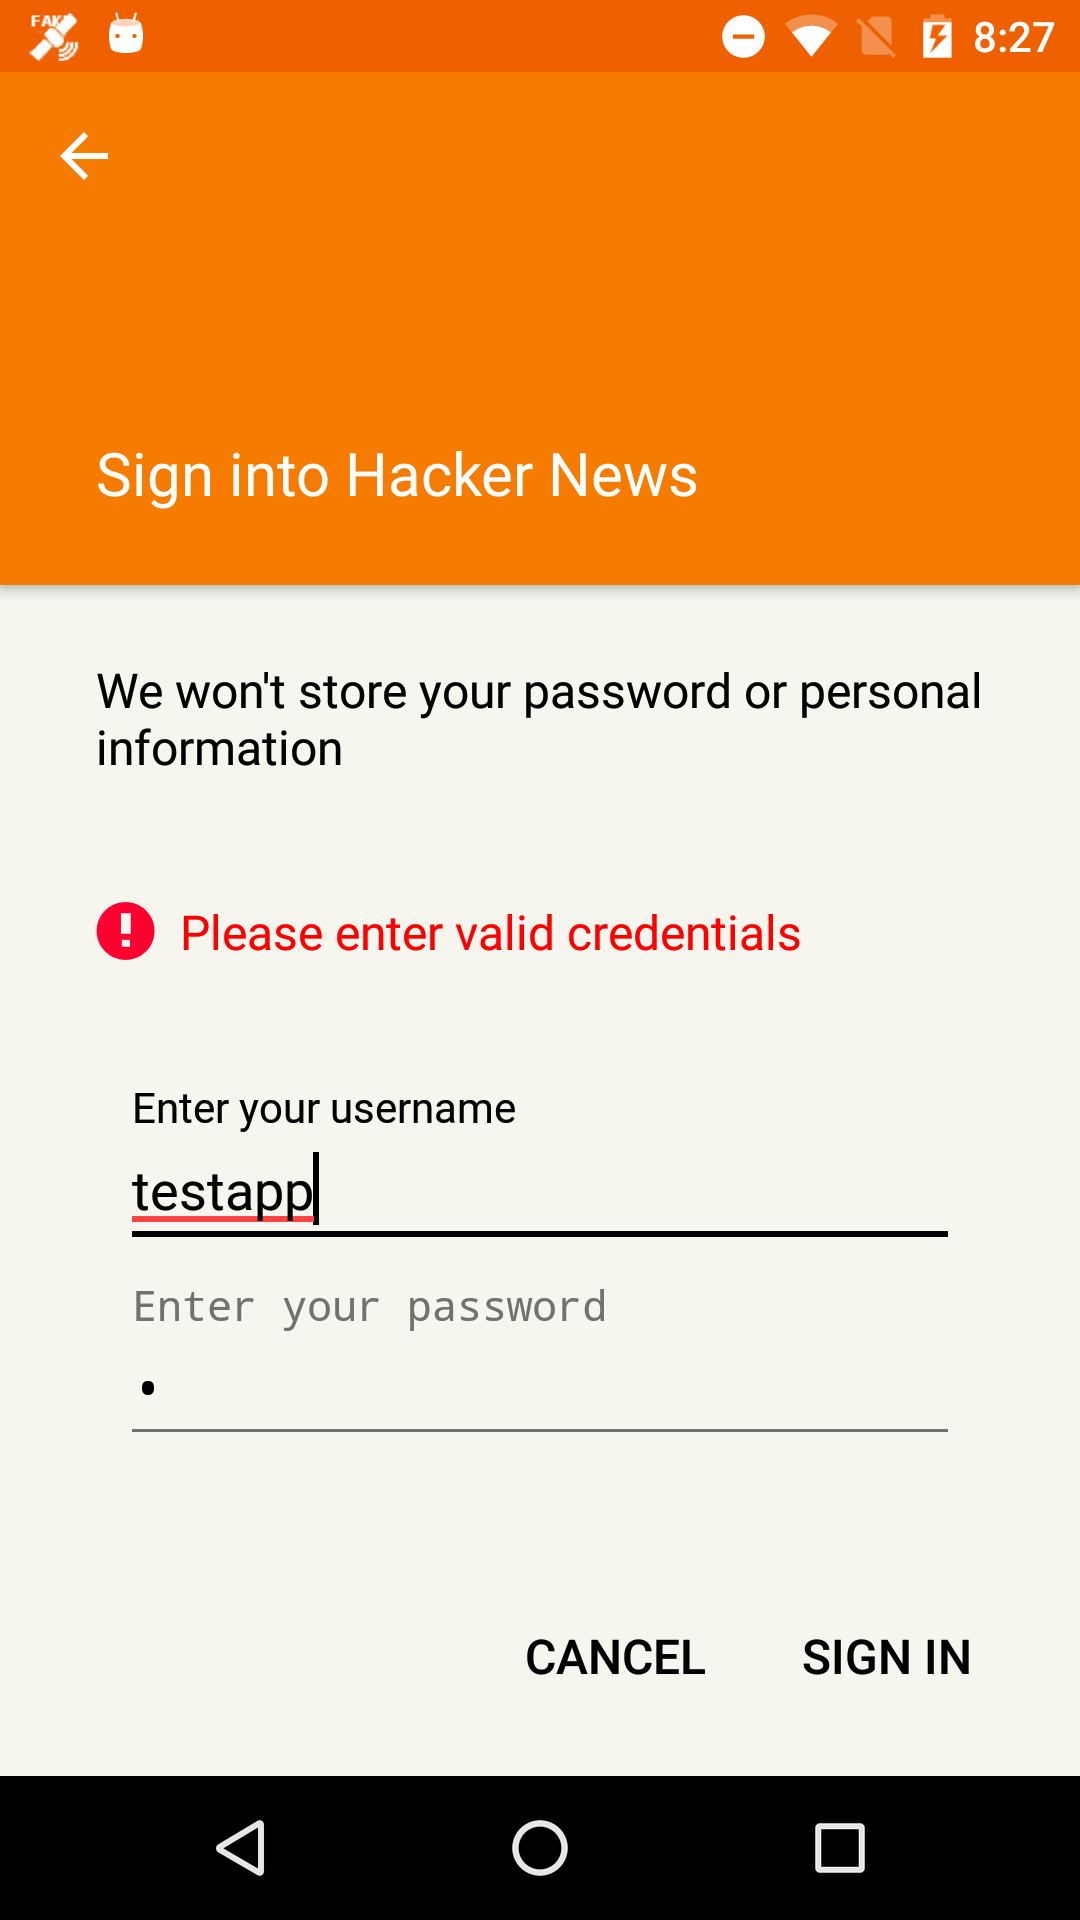 FAKE
8:27
Sign into Hacker News
We won't store your password or personal
information
Please enter valid credentials
Enter your username
testapp
Enter your password
CANCEL
SIGN IN